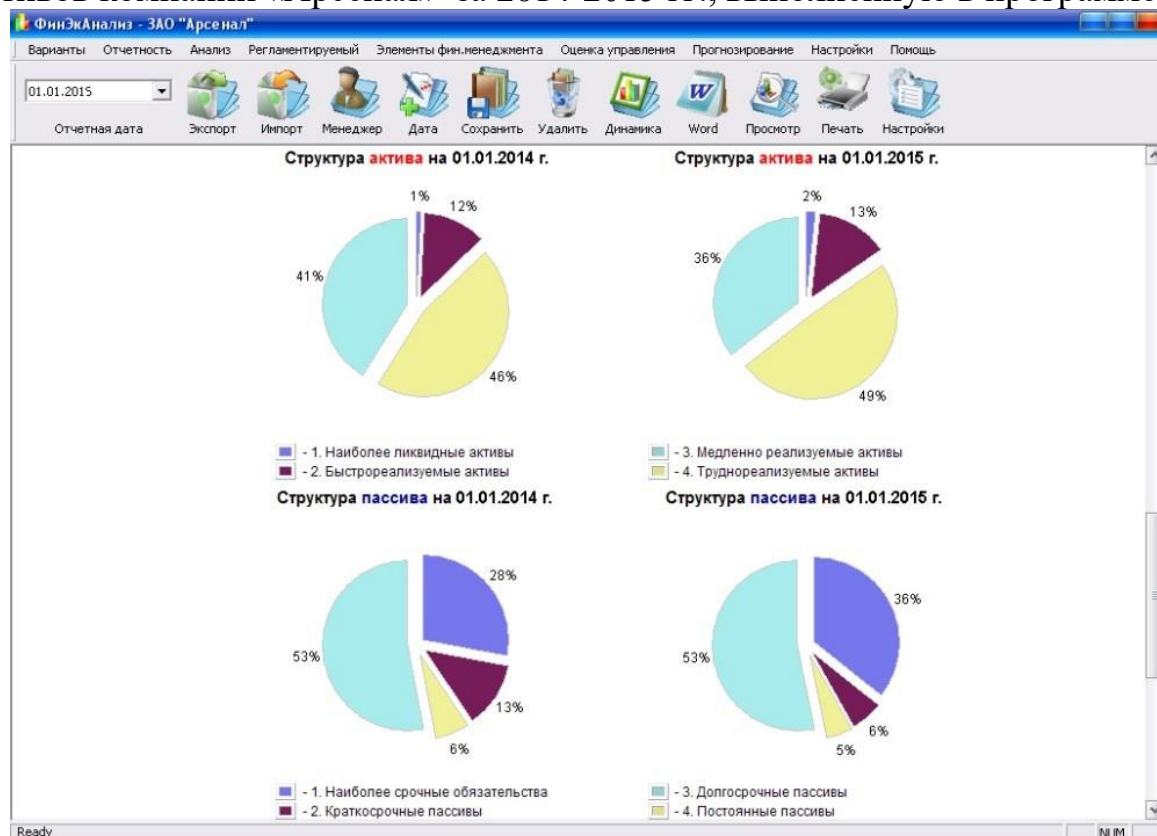 ФинЭкАнализ - ЗАО "Арсенал"
Варианты Отчетность Анализ Регламентируемый Элементы фин.менеджмента Оценка управления Прогнозирование Настройки Помощь
01.01.2015
Отчетная дата Экспорт Импорт Менеджер Дата Сохранить Удалить Динамика Word Просмотр Печать Настройки
Структура актива на 01.01.2014 г. Структура актива на 01.01.2015 г.
1% 12% 2% 13%
41% 36%
46% 49%
- 1. Наиболее ликвидные активы - 3. Медленно реализуемые активы
- 2. Быстрореализуемые активы - 4. Труднореализуемые активы
Структура пассива на 01.01.2014 г. Структура пассива на 01.01.2015 г.
28% 36%
53% 53%
13% 6%
6% 5%
- 1. Наиболее срочные обязательства - 3. Долгосрочные пассивы
- 2. Краткосрочные пассивы - 4. Постоянные пассивы
Ready NUM